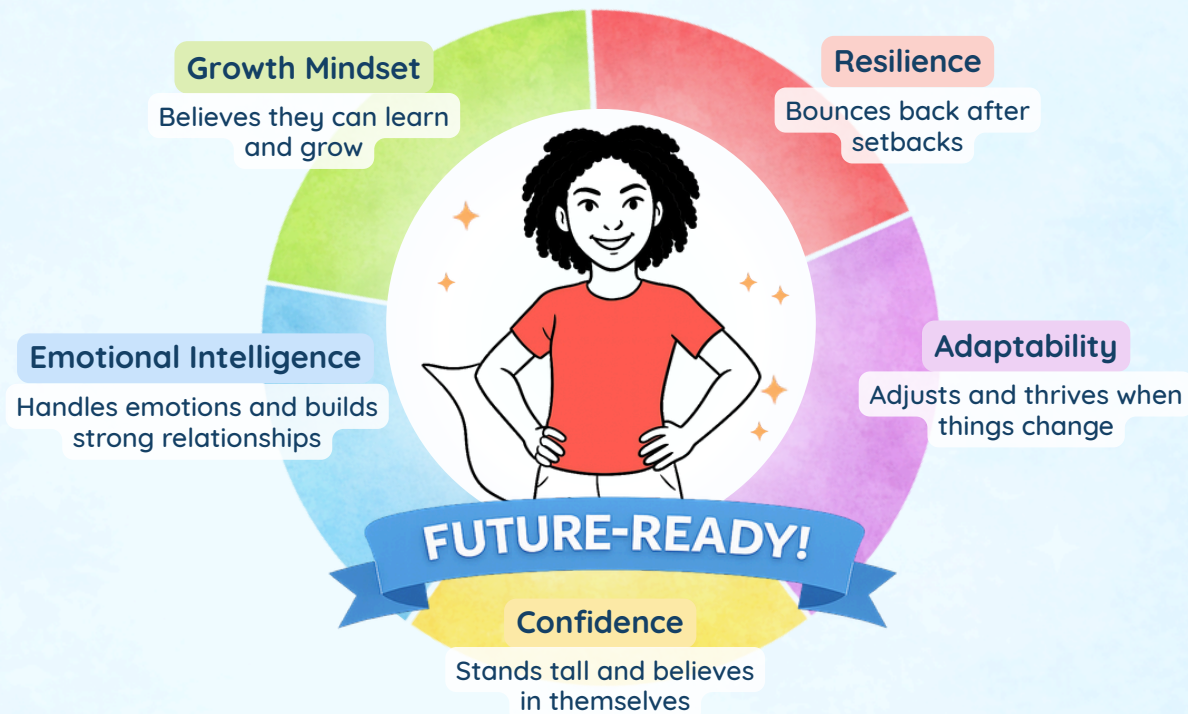 Growth Mindset
Believes they can learn
and grow
Resilience
Bounces back after
setbacks
Emotional Intelligence
Handles emotions and builds
strong relationships
Adaptability
Adjusts and thrives when
things change
FUTURE-READY!
Confidence
Stands tall and believes
in themselves